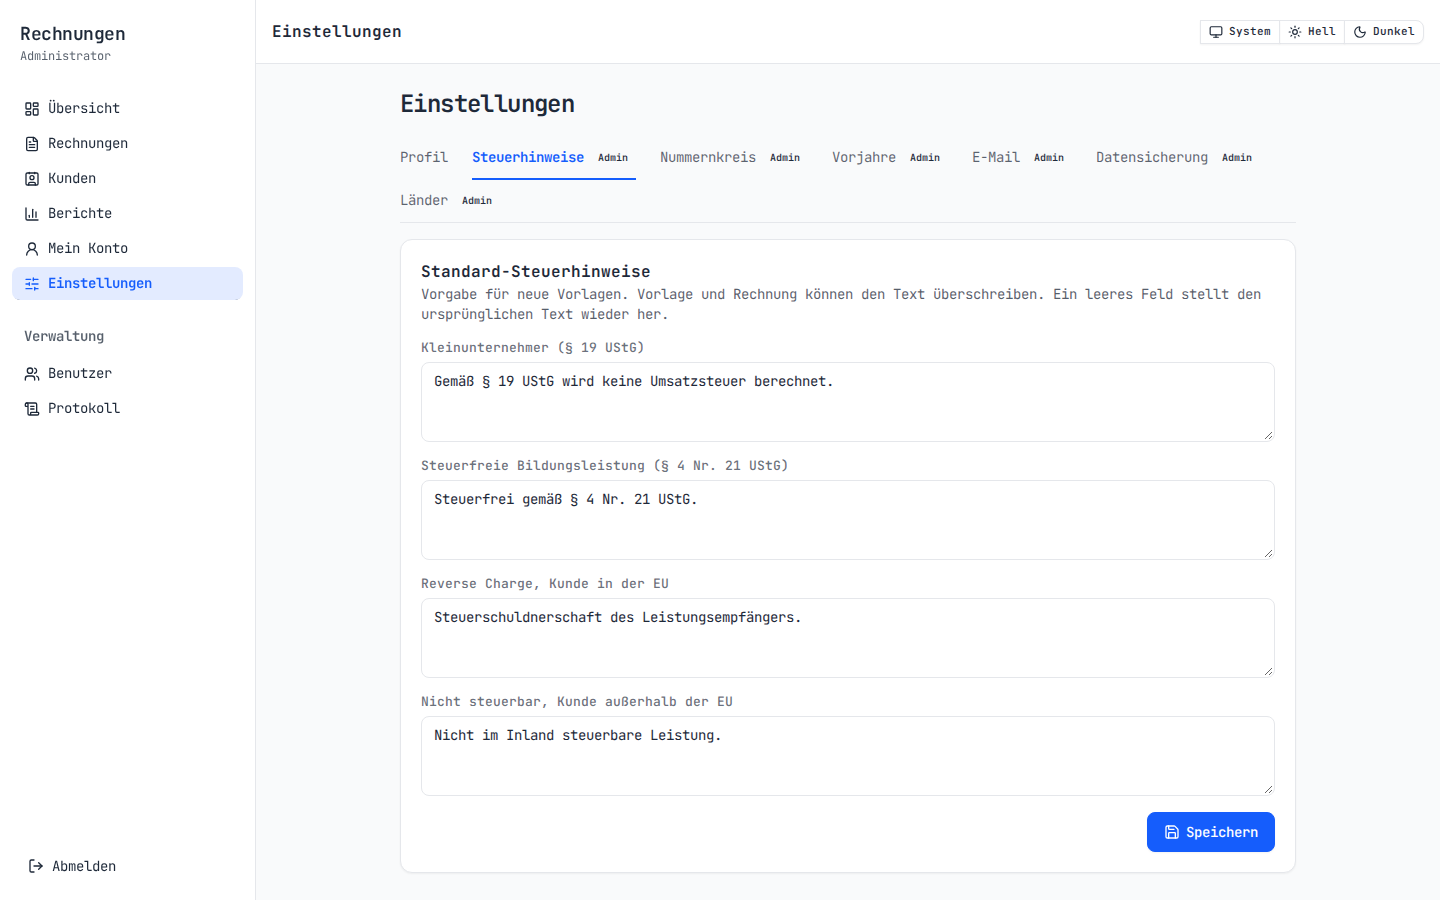 Rechnungen
Administrator
Übersicht
Rechnungen
Kunden
Berichte
Mein Konto
Einstellungen
Verwaltung
Benutzer
Protokoll
Abmelden
Einstellungen
System Hell Dunkel
Einstellungen
Profil Steuerhinweise Admin Nummernkreis Admin Vorjahre Admin E-Mail Admin Datensicherung Admin
Länder Admin
Standard-Steuerhinweise
Vorgabe für neue Vorlagen. Vorlage und Rechnung können den Text überschreiben. Ein leeres Feld stellt den
ursprünglichen Text wieder her.
Kleinunternehmer (§ 19 UStG)
Gemäß § 19 UStG wird keine Umsatzsteuer berechnet.
Steuerfreie Bildungsleistung (§ 4 Nr. 21 UStG)
Steuerfrei gemäß § 4 Nr. 21 UStG.
Reverse Charge, Kunde in der EU
Steuerschuldnerschaft des Leistungsempfängers.
Nicht steuerbar, Kunde außerhalb der EU
Nicht im Inland steuerbare Leistung.
Speichern